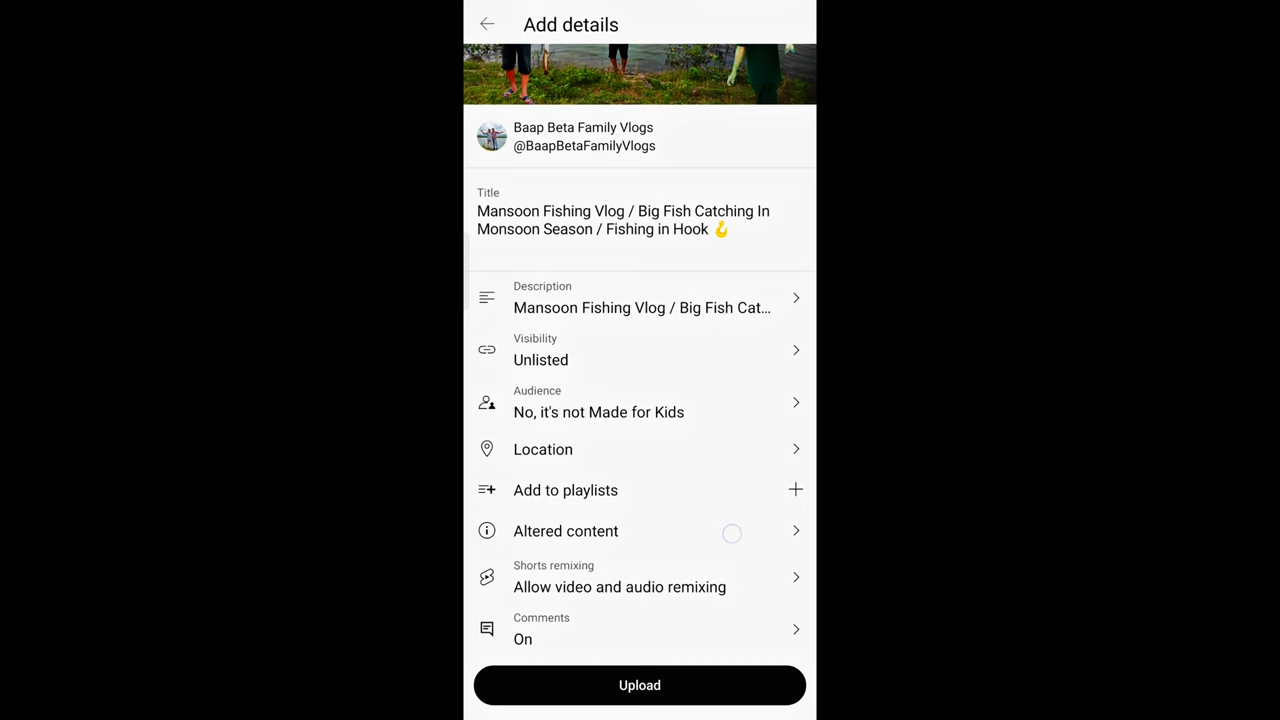 Add details
Baap Beta Family Vlogs
@BaapBetaFamilyVlogs
Title
Mansoon Fishing Vlog / Big Fish Catching In
Monsoon Season / Fishing in Hook 🪝
Description
Mansoon Fishing Vlog / Big Fish Cat...
Visibility
Unlisted
Audience
No, it's not Made for Kids
Location
Add to playlists
Altered content
Shorts remixing
Allow video and audio remixing
Comments
On
Upload